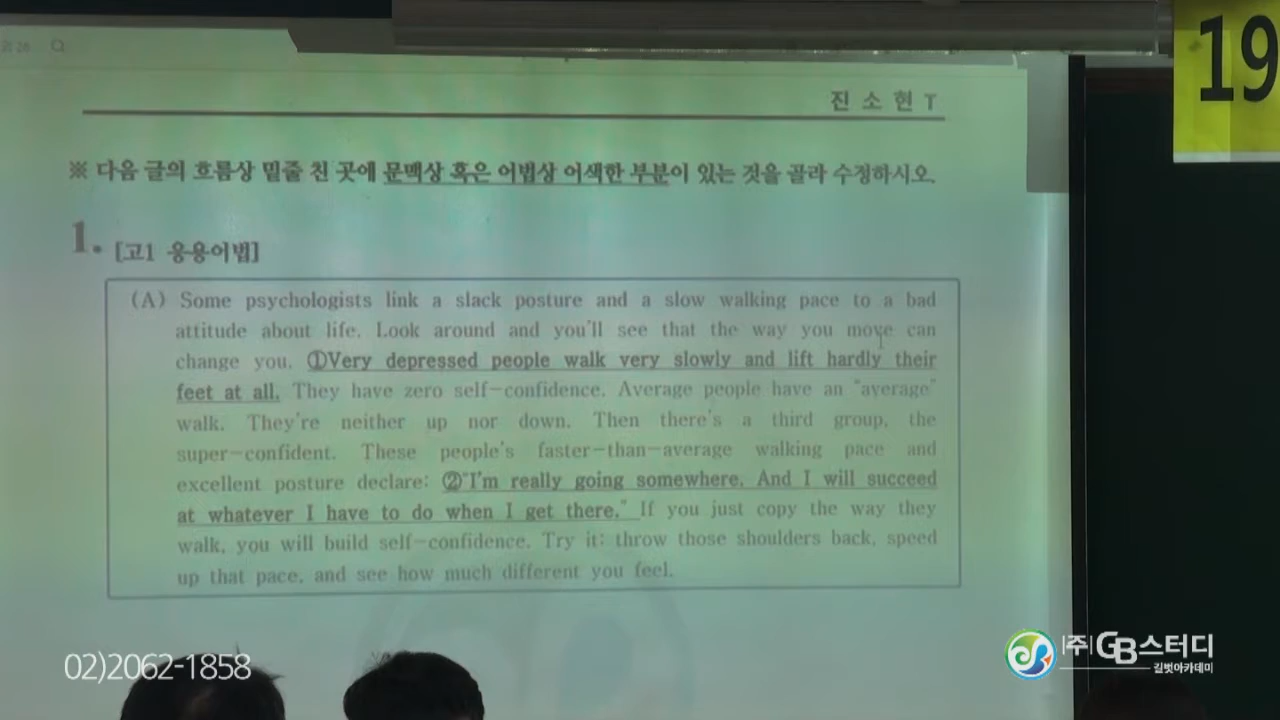 19
진 소 현 T
※ 다음 글의 흐름상 밑줄 친 곳에 문맥상 혹은 어법상 어색한 부분이 있는 것을 골라 수정하시오.
1. [고1 응용어법]
(A) Some psychologists link a slack posture and a slow walking pace to a bad
attitude about life. Look around and you'll see that the way you move can
change you. ①Very depressed people walk very slowly and lift hardly their
feet at all. They have zero self-confidence. Average people have an "average"
walk. They're neither up nor down. Then there's a third group, the
super-confident. These people's faster-than-average walking pace and
excellent posture declare: ②"I'm really going somewhere. And I will succeed
at whatever I have to do when I get there." If you just copy the way they
walk, you will build self-confidence. Try it: throw those shoulders back, speed
up that pace, and see how much different you feel.
02)2062-1858
(주)GB스터디
길벗아카데미